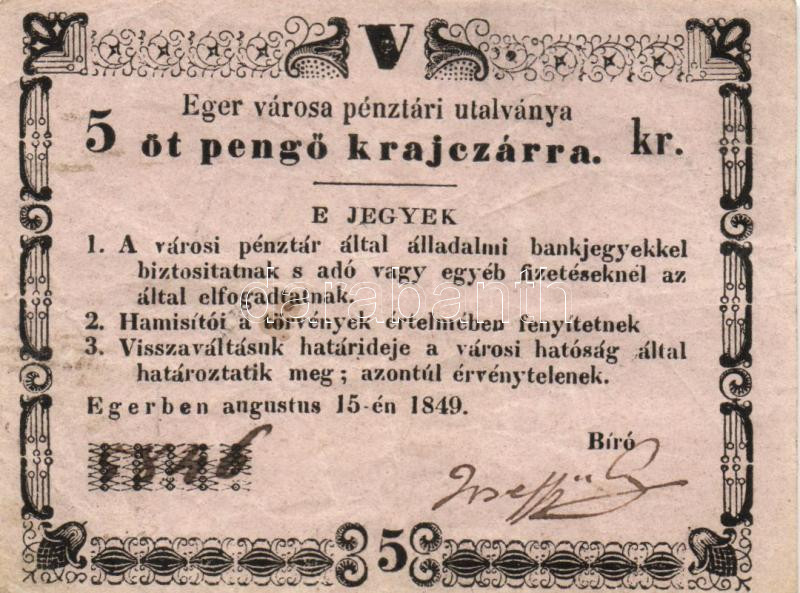 V
Eger városa pénztári utalványa
5 öt pengő krajczárra. kr.
E JEGYEK
1. A városi pénztár által álladalmi bankjegyekkel
biztositatnak s adó vagy egyéb fizetéseknél az
által elfogadtatnak.
2. Hamisítói a törvények értelmében fenyítetnek
3. Visszaváltásuk határideje a városi hatóság által
határoztatik meg; azontúl érvénytelenek.
Egerben augustus 15-én 1849.
Bíró
5
darabanth